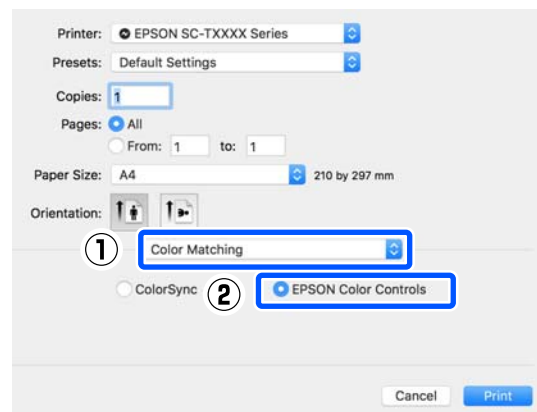 Printer: EPSON SC-TXXXX Series
Presets: Default Settings
Copies: 1
Pages: All
From: 1 to: 1
Paper Size: A4 210 by 297 mm
Orientation:
① Color Matching
ColorSync ② EPSON Color Controls
Cancel Print